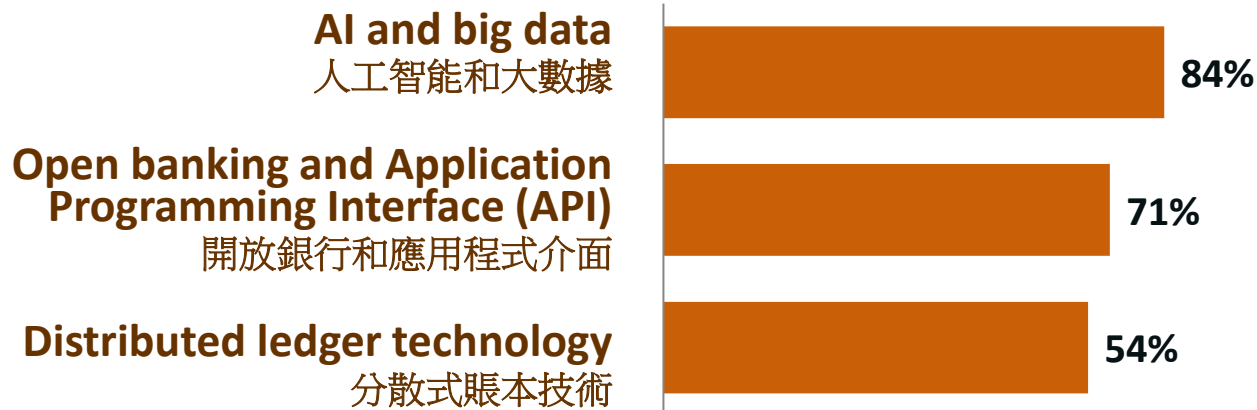 AI and big data
人工智能和大數據
84%
Open banking and Application
Programming Interface (API)
開放銀行和應用程式介面
71%
Distributed ledger technology
分散式賬本技術
54%